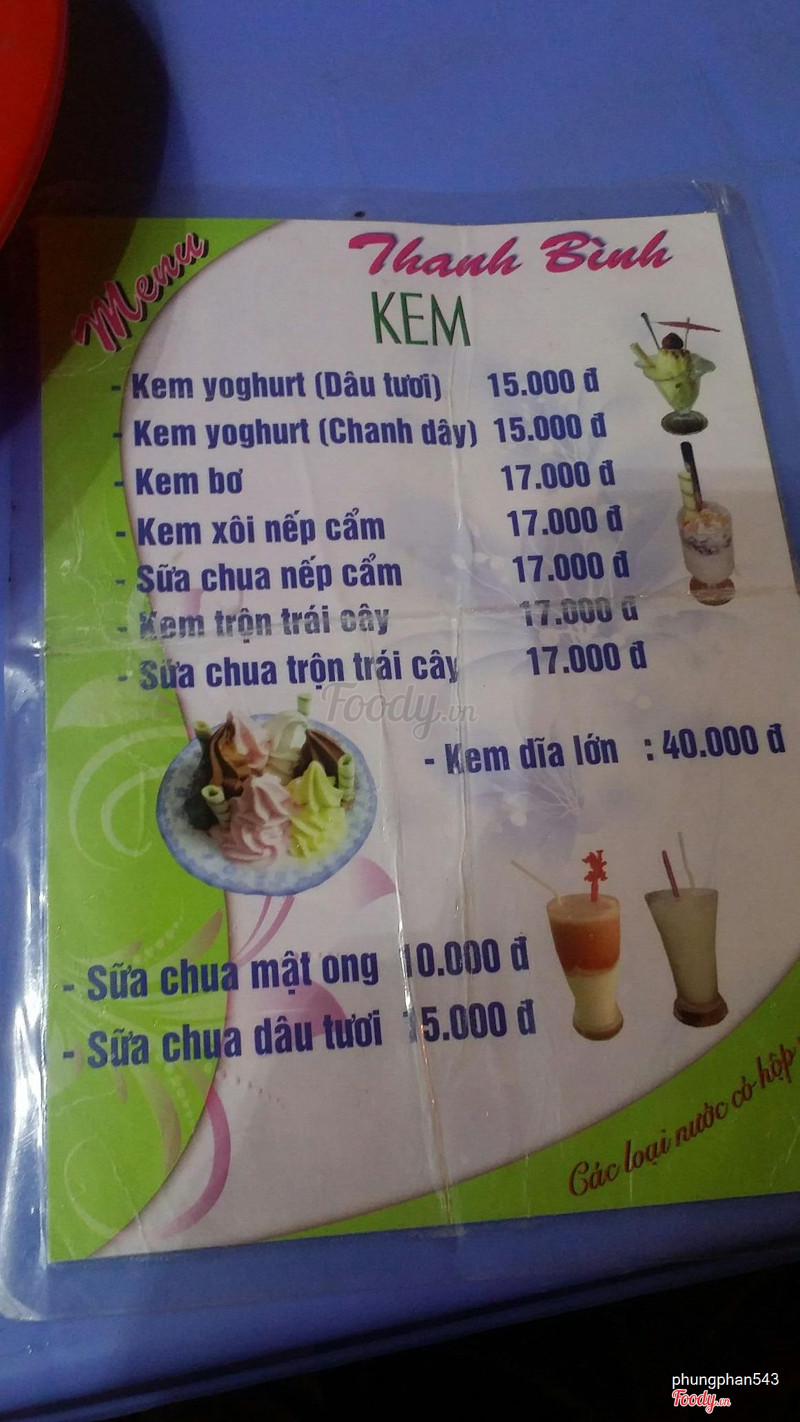 Menu
Thanh Bình
KEM
- Kem yoghurt (Dâu tươi) 15.000 đ
- Kem yoghurt (Chanh dây) 15.000 đ
- Kem bơ 17.000 đ
- Kem xôi nếp cẩm 17.000 đ
- Sữa chua nếp cẩm 17.000 đ
- Kem trộn trái cây 17.000 đ
- Sữa chua trộn trái cây 17.000 đ
Foody.vn
- Kem dĩa lớn : 40.000 đ
- Sữa chua mật ong 10.000 đ
- Sữa chua dâu tươi 15.000 đ
Các loại nước có hộp
phungphan543
Foody.vn